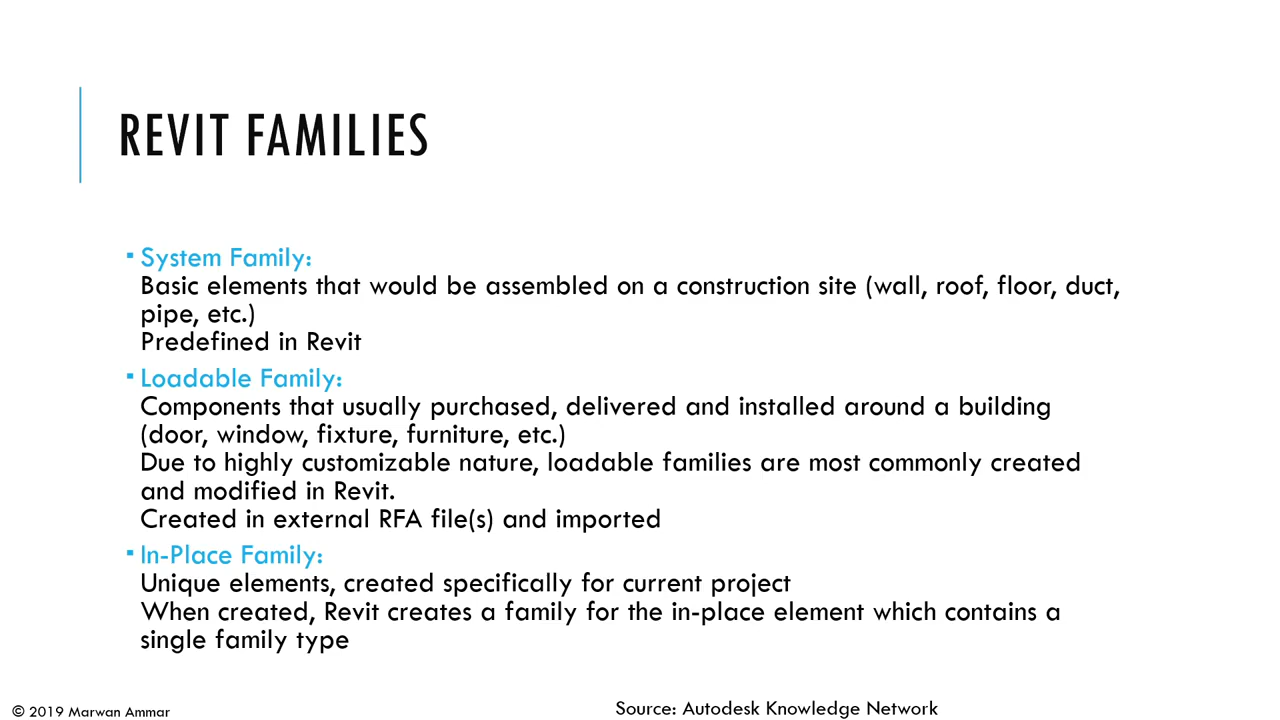 REVIT FAMILIES
▪ System Family:
Basic elements that would be assembled on a construction site (wall, roof, floor, duct,
pipe, etc.)
Predefined in Revit
▪ Loadable Family:
Components that usually purchased, delivered and installed around a building
(door, window, fixture, furniture, etc.)
Due to highly customizable nature, loadable families are most commonly created
and modified in Revit.
Created in external RFA file(s) and imported
▪ In-Place Family:
Unique elements, created specifically for current project
When created, Revit creates a family for the in-place element which contains a
single family type
© 2019 Marwan Ammar
Source: Autodesk Knowledge Network